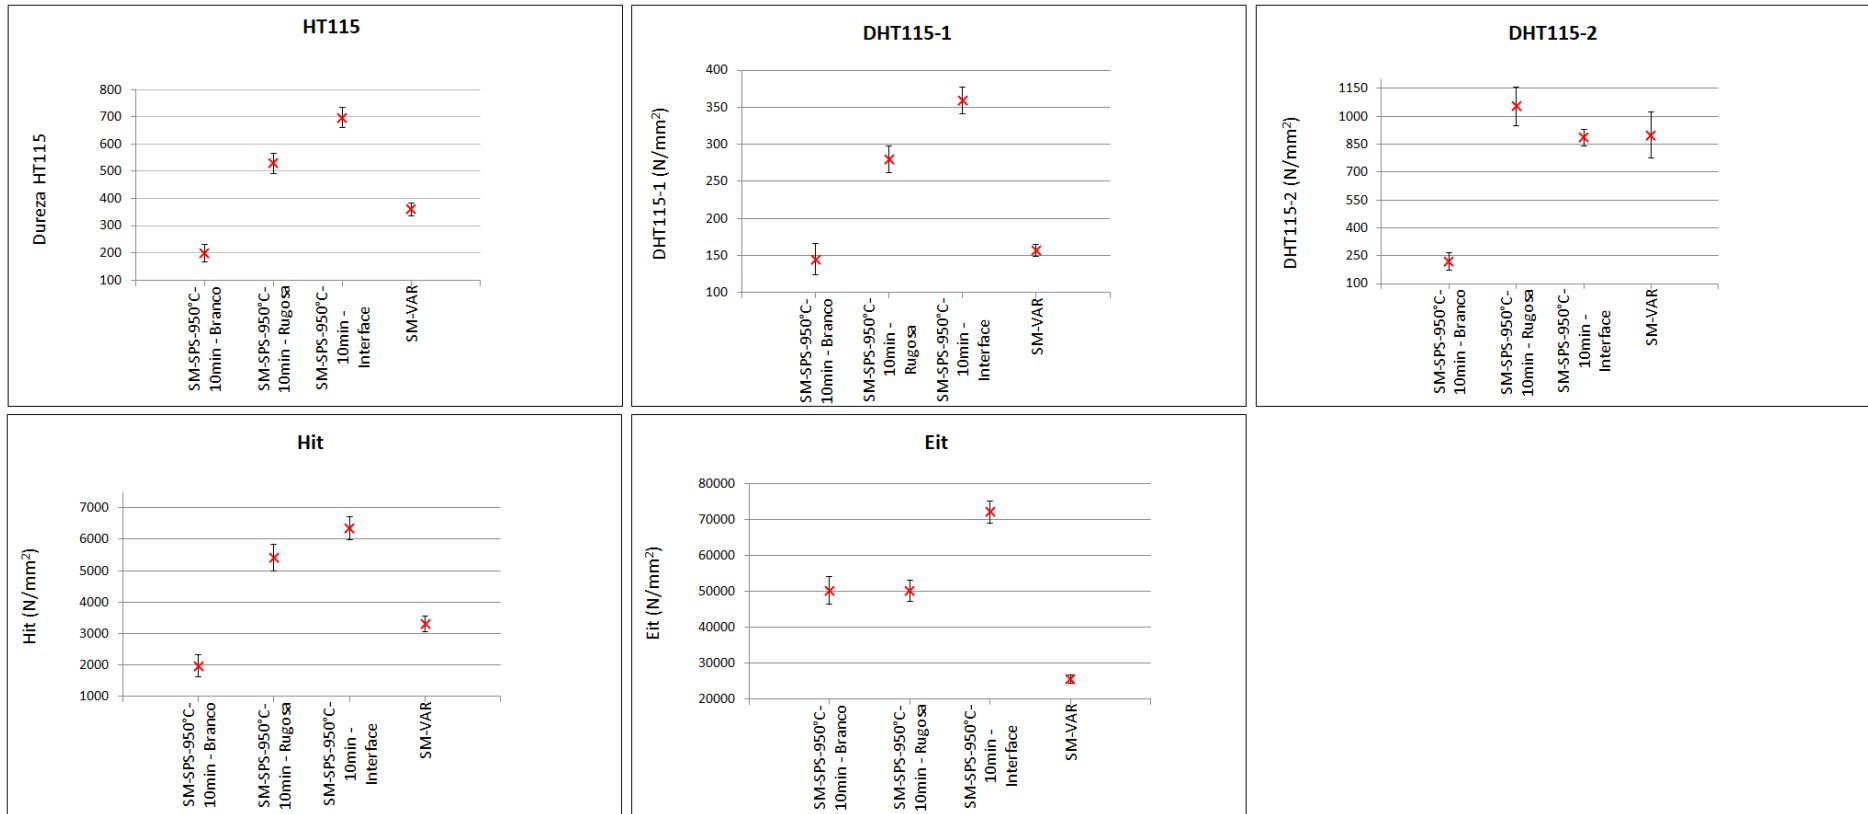 HT115
Dureza HT115
800
700
600
500
400
300
200
100
SM-SPS-950°C-
10min - Branco
SM-SPS-950°C-
10min - Rugosa
SM-SPS-950°C-
10min -
Interface
SM-VAR
DHT115-1
DHT115-1 (N/mm²)
400
350
300
250
200
150
100
SM-SPS-950°C-
10min - Branco
SM-SPS-950°C-
10min -
Rugosa
SM-SPS-950°C-
10min -
Interface
SM-VAR
DHT115-2
DHT115-2 (N/mm²)
1150
1000
850
700
550
400
250
100
SM-SPS-950°C-
10min - Branco
SM-SPS-950°C-
10min - Rugosa
SM-SPS-950°C-
10min -
Interface
SM-VAR
Hit
Hit (N/mm²)
7000
6000
5000
4000
3000
2000
1000
SM-SPS-950°C-
10min - Branco
SM-SPS-950°C-
10min - Rugosa
SM-SPS-950°C-
10min -
Interface
SM-VAR
Eit
Eit (N/mm²)
80000
70000
60000
50000
40000
30000
20000
SM-SPS-950°C-
10min - Branco
SM-SPS-950°C-
10min - Rugosa
SM-SPS-950°C-
10min -
Interface
SM-VAR